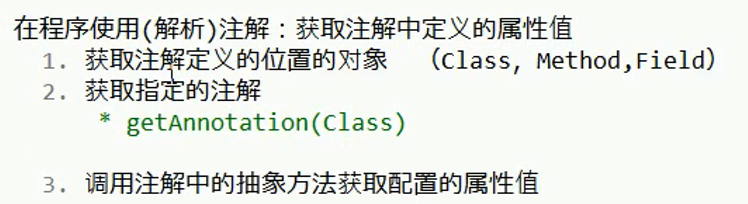 在程序使用(解析)注解：获取注解中定义的属性值
1. 获取注解定义的位置的对象 （Class, Method,Field）
2. 获取指定的注解
* getAnnotation(Class)
3. 调用注解中的抽象方法获取配置的属性值